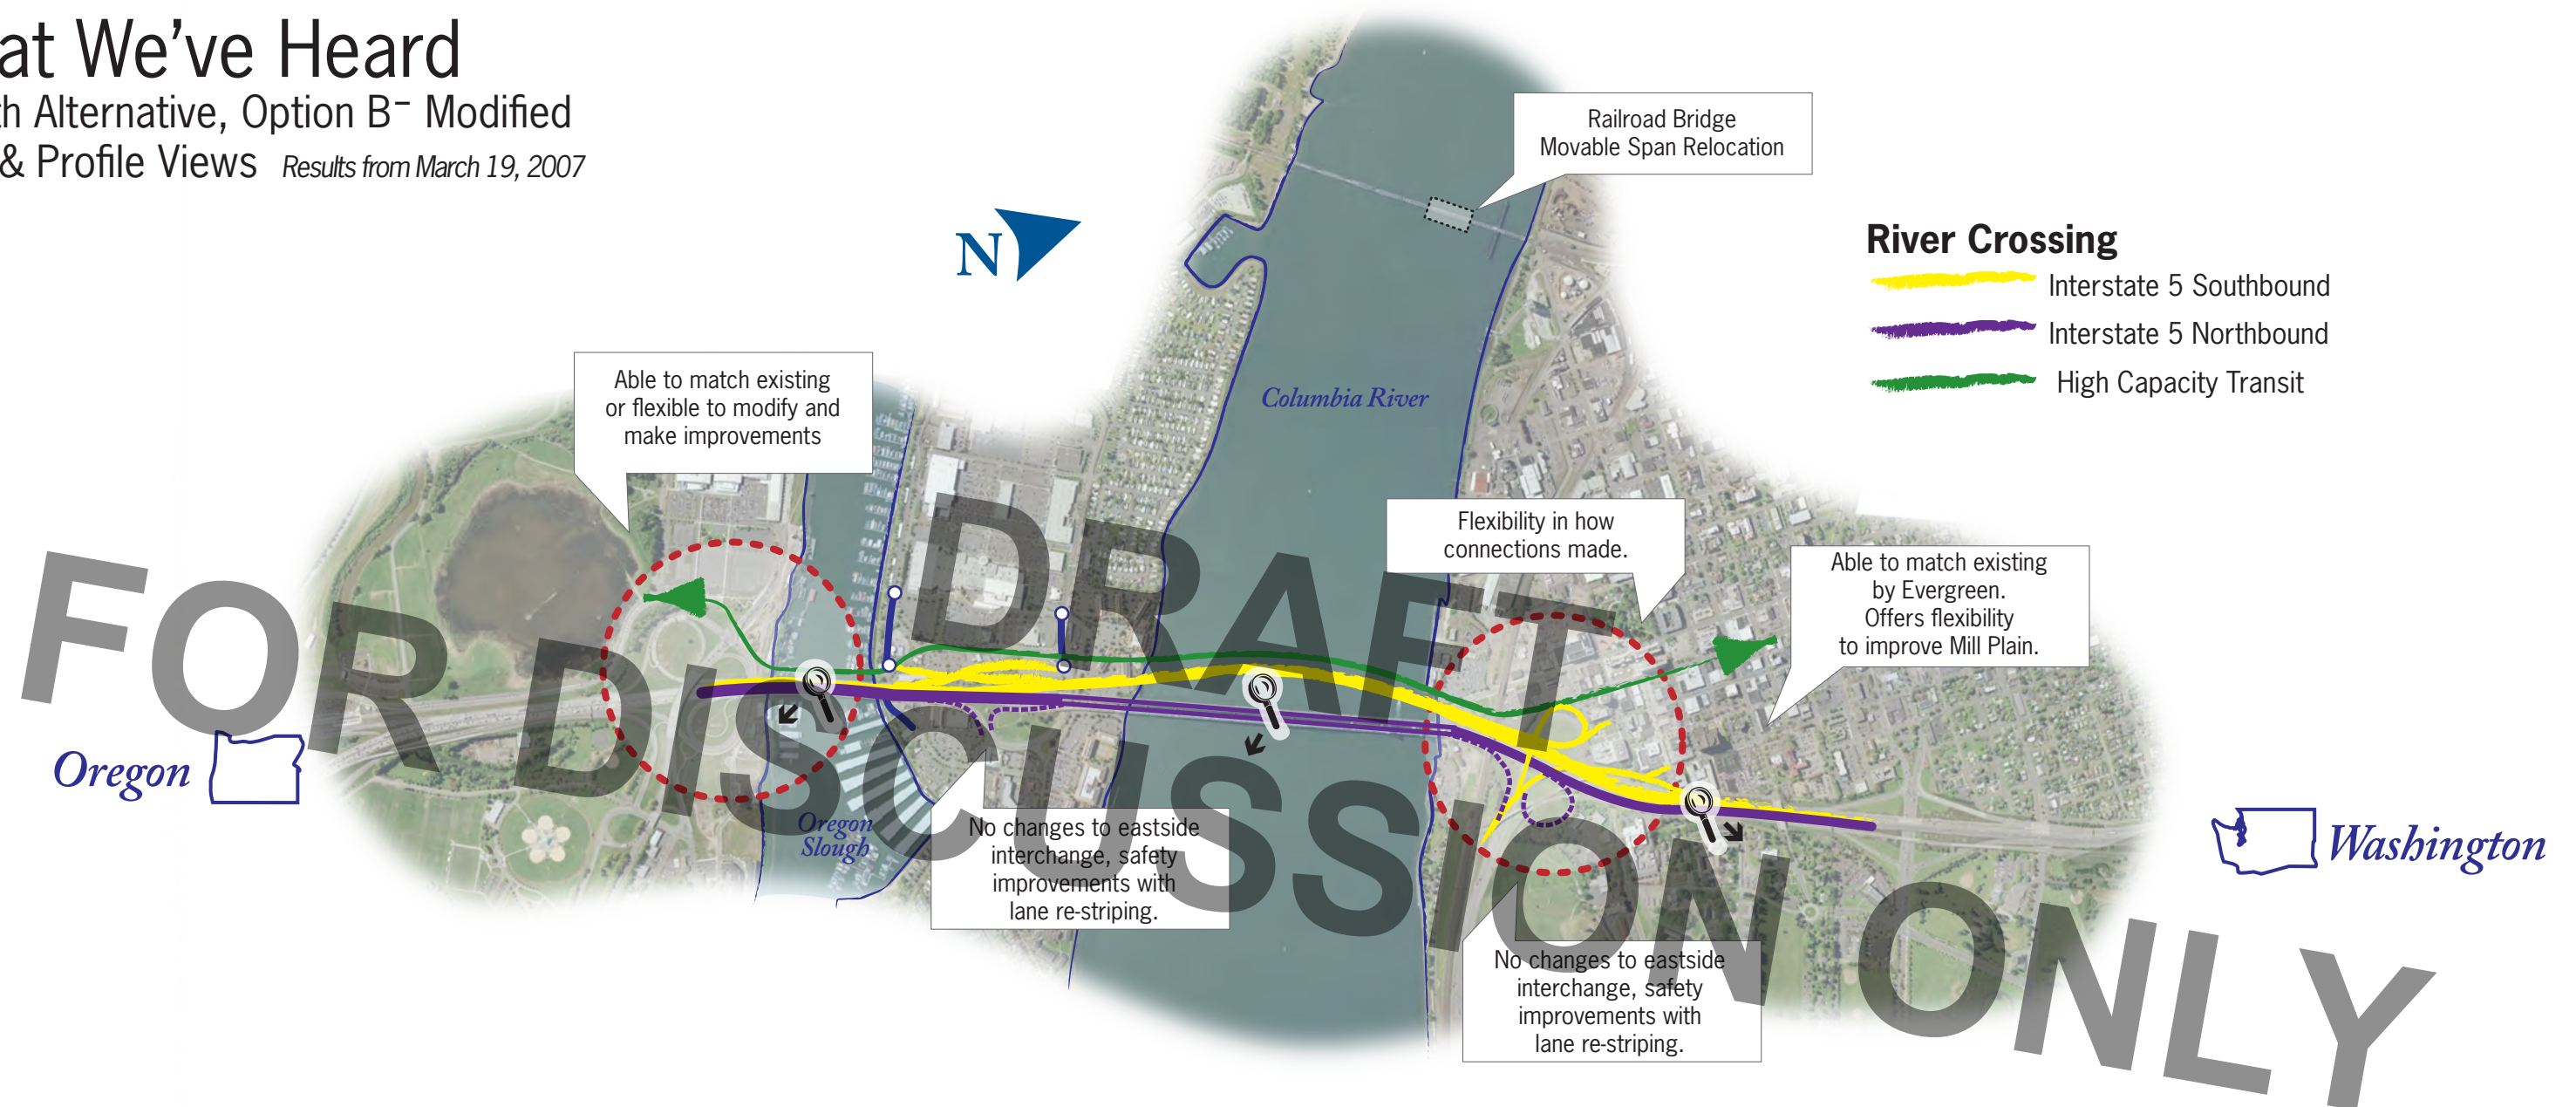 at We've Heard
h Alternative, Option B– Modified
& Profile Views Results from March 19, 2007
Railroad Bridge
Movable Span Relocation
N
River Crossing
Interstate 5 Southbound
Interstate 5 Northbound
High Capacity Transit
Able to match existing
or flexible to modify and
make improvements
Columbia River
Flexibility in how
connections made.
Able to match existing
by Evergreen.
Offers flexibility
to improve Mill Plain.
DRAFT
FOR DISCUSSION ONLY
Oregon
Oregon
Slough
No changes to eastside
interchange, safety
improvements with
lane re-striping.
Washington
No changes to eastside
interchange, safety
improvements with
lane re-striping.